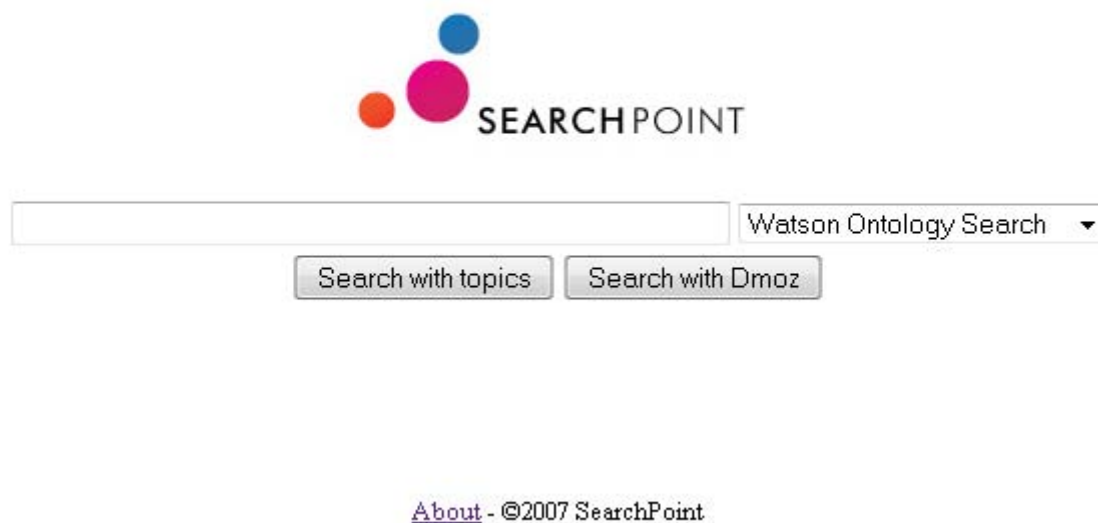 SEARCHPOINT
Watson Ontology Search
Search with topics Search with Dmoz
About - ©2007 SearchPoint